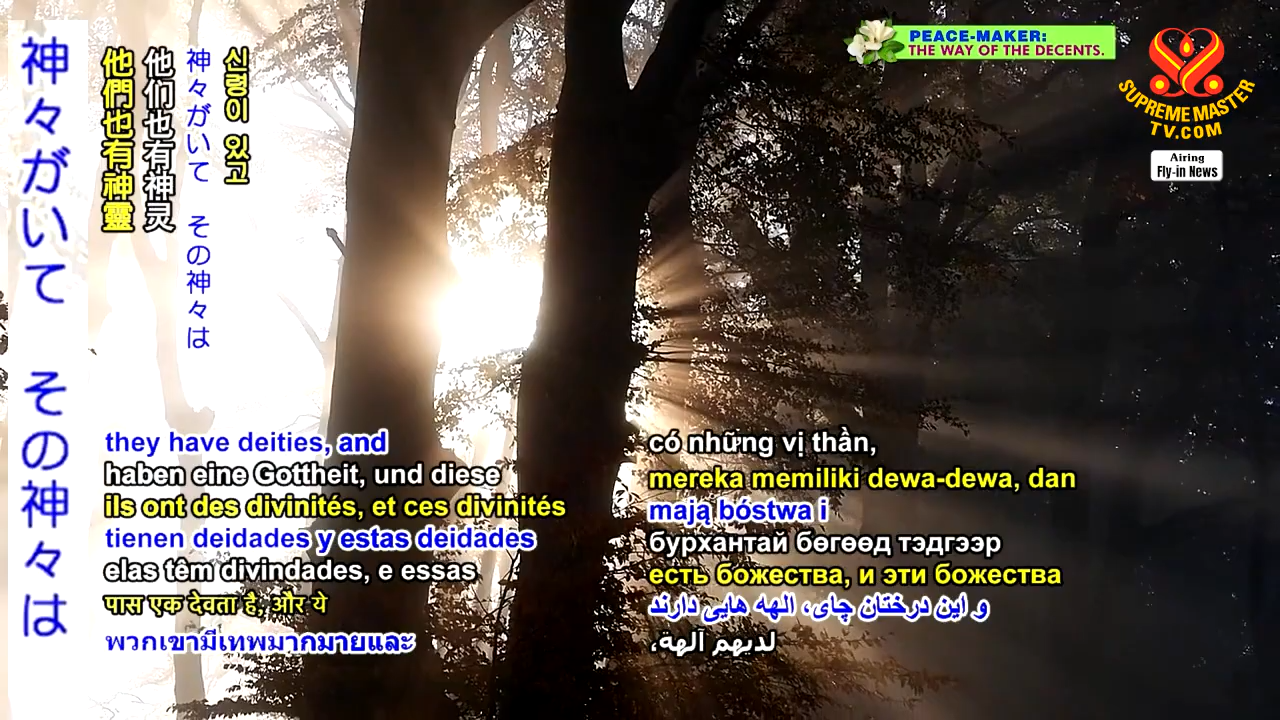 神々がいて　その神々は
他們也有神靈
他们也有神灵
神々がいて　その神々は
신령이 있고
PEACE-MAKER:
THE WAY OF THE DECENTS.
SUPREME MASTER
TV.COM
Airing
Fly-in News
they have deities, and
haben eine Gottheit, und diese
ils ont des divinités, et ces divinités
tienen deidades y estas deidades
elas têm divindades, e essas
पास एक देवता है, और ये
พวกเขามีเทพมากมายและ
có những vị thần,
mereka memiliki dewa-dewa, dan
mają bóstwa i
бурхантай бөгөөд тэдгээр
есть божества, и эти божества
و این درختان چای، الهه هایی دارند
لديهم آلهة،